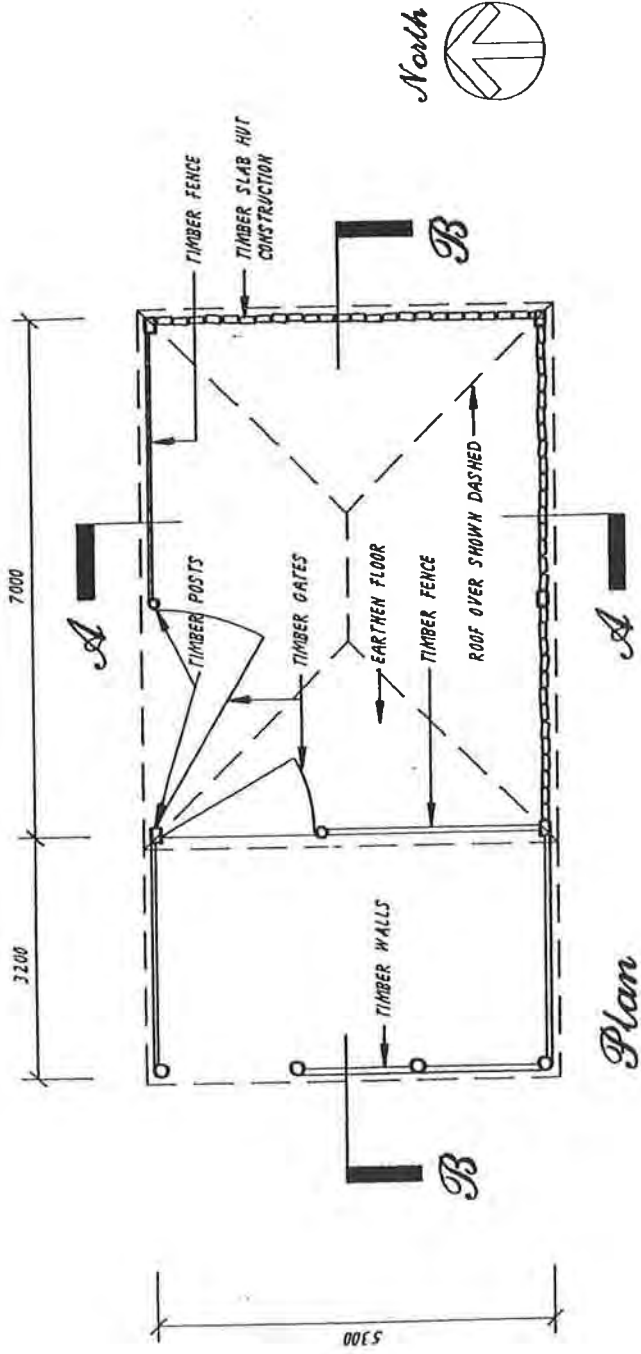 North
3200
7000
5300
A
TIMBER FENCE
TIMBER SLAB HUT
CONSTRUCTION
TIMBER POSTS
TIMBER GATES
B
EARTHEN FLOOR
TIMBER FENCE
ROOF OVER SHOWN DASHED
TIMBER WALLS
B
A
Plan